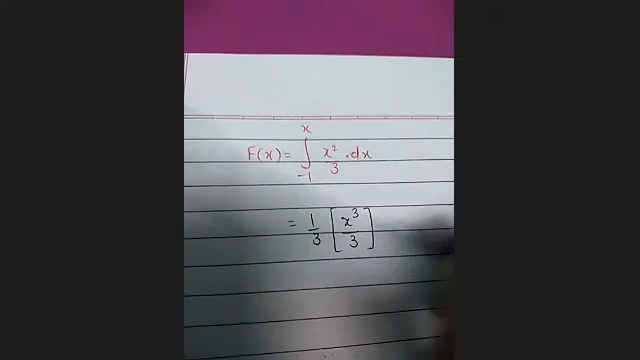 F(x) = ∫_{-1}^{x} x²/3 . dx
= 1/3 [x³/3]